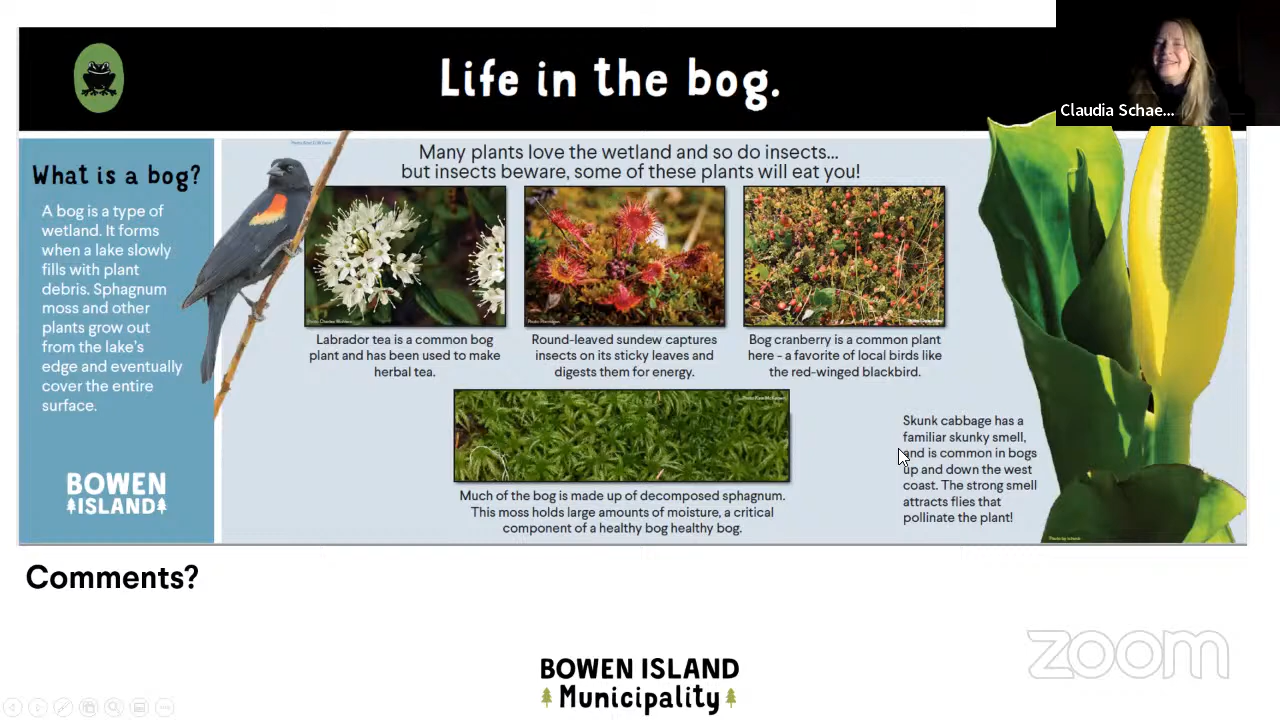 Life in the bog.
Claudia Schae...
What is a bog?
A bog is a type of
wetland. It forms
when a lake slowly
fills with plant
debris. Sphagnum
moss and other
plants grow out
from the lake's
edge and eventually
cover the entire
surface.
BOWEN
ISLAND
Many plants love the wetland and so do insects...
but insects beware, some of these plants will eat you!
Labrador tea is a common bog
plant and has been used to make
herbal tea.
Round-leaved sundew captures
insects on its sticky leaves and
digests them for energy.
Bog cranberry is a common plant
here - a favorite of local birds like
the red-winged blackbird.
Much of the bog is made up of decomposed sphagnum.
This moss holds large amounts of moisture, a critical
component of a healthy bog healthy bog.
Skunk cabbage has a
familiar skunky smell,
and is common in bogs
up and down the west
coast. The strong smell
attracts flies that
pollinate the plant!
Comments?
zoom
BOWEN ISLAND
Municipality